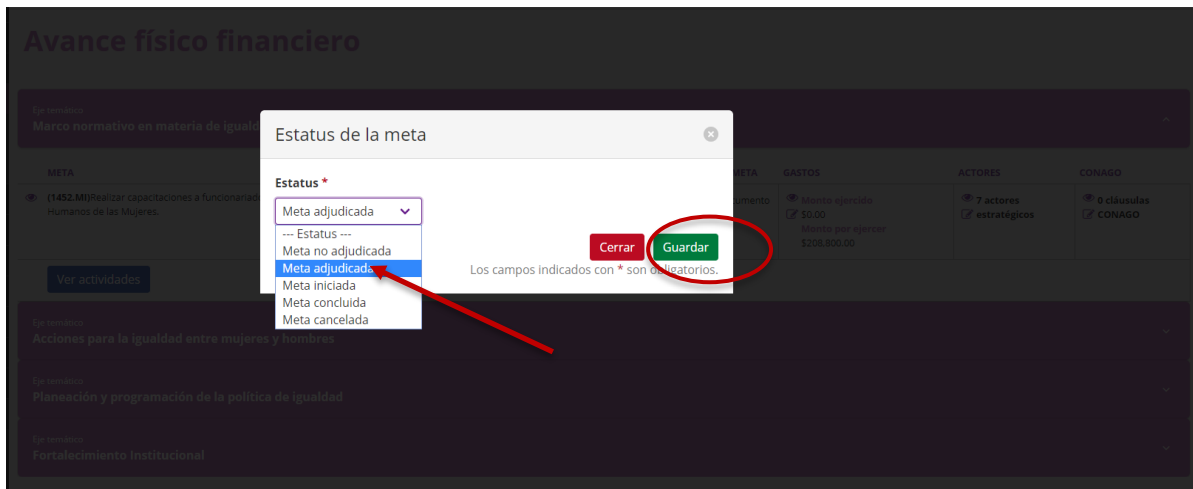 Avance físico financiero
Eje temático
Marco normativo en materia de iguald
Estatus de la meta
META
META GASTOS ACTORES CONAGO
(1452.MI)Realizar capacitaciones a funcionariado
Humanos de las Mujeres.
Estatus *
Meta adjudicada
--- Estatus ---
Meta no adjudicada
Meta adjudicada
Meta iniciada
Meta concluida
Meta cancelada
Monto ejercido
$0.00
Monto por ejercer
$208,800.00
7 actores
estratégicos
0 cláusulas
CONAGO
Cerrar Guardar
Los campos indicados con * son obligatorios.
Ver actividades
Eje temático
Acciones para la igualdad entre mujeres y hombres
Eje temático
Planeación y programación de la política de igualdad
Eje temático
Fortalecimiento Institucional